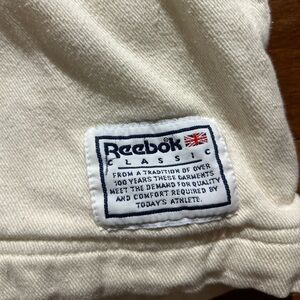 Reebok
CLASSIC
FROM A TRADITION OF OVER
100 YEARS THESE GARMENTS
MEET THE DEMAND FOR QUALITY
AND COMFORT REQUIRED BY
TODAY'S ATHLETE.